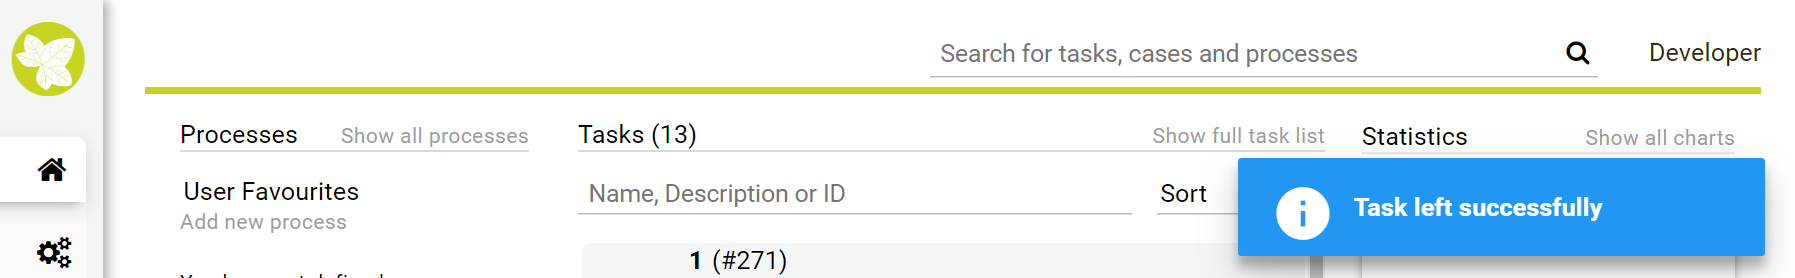 Search for tasks, cases and processes
Developer
Processes
Show all processes
Tasks (13)
Show full task list
Statistics
Show all charts
User Favourites
Add new process
Name, Description or ID
Sort
Task left successfully
1 (#271)